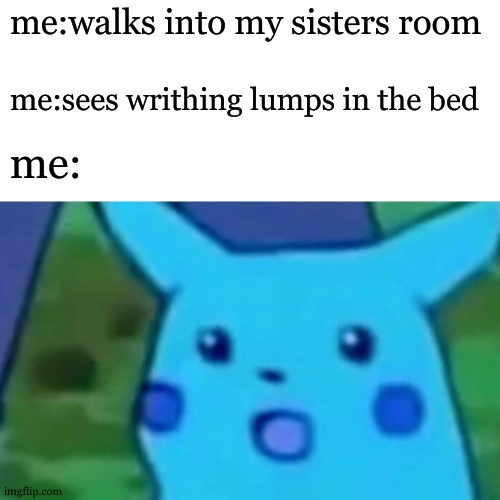 me:walks into my sisters room
me:sees writhing lumps in the bed
me:
imgflip.com